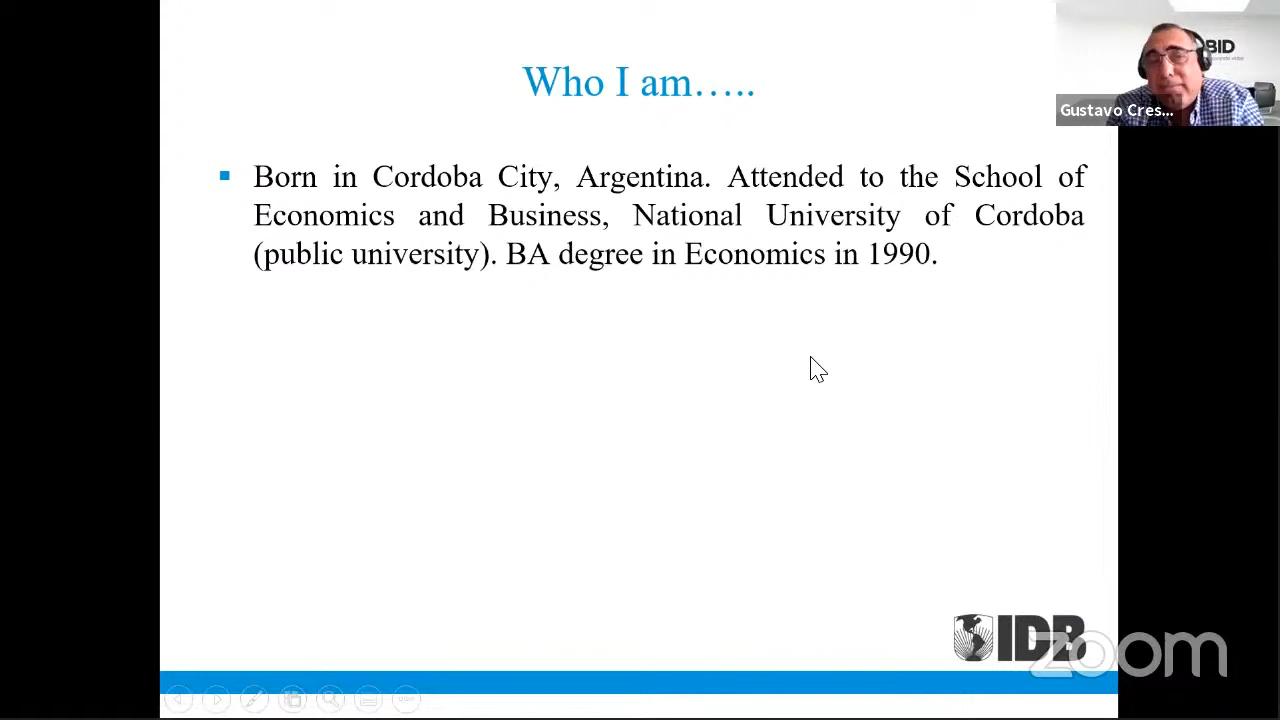 Who I am…..
BID
Gustavo Cres...
Born in Cordoba City, Argentina. Attended to the School of
Economics and Business, National University of Cordoba
(public university). BA degree in Economics in 1990.
IDB
zoom